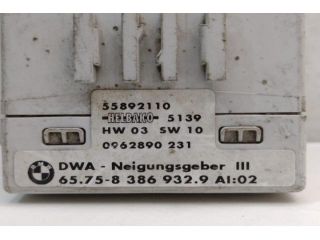 55892110
HELBAKO 5139
HW 03 SW 10
0962890 231
DWA - Neigungsgeber III
65.75-8 386 932.9 AI:02